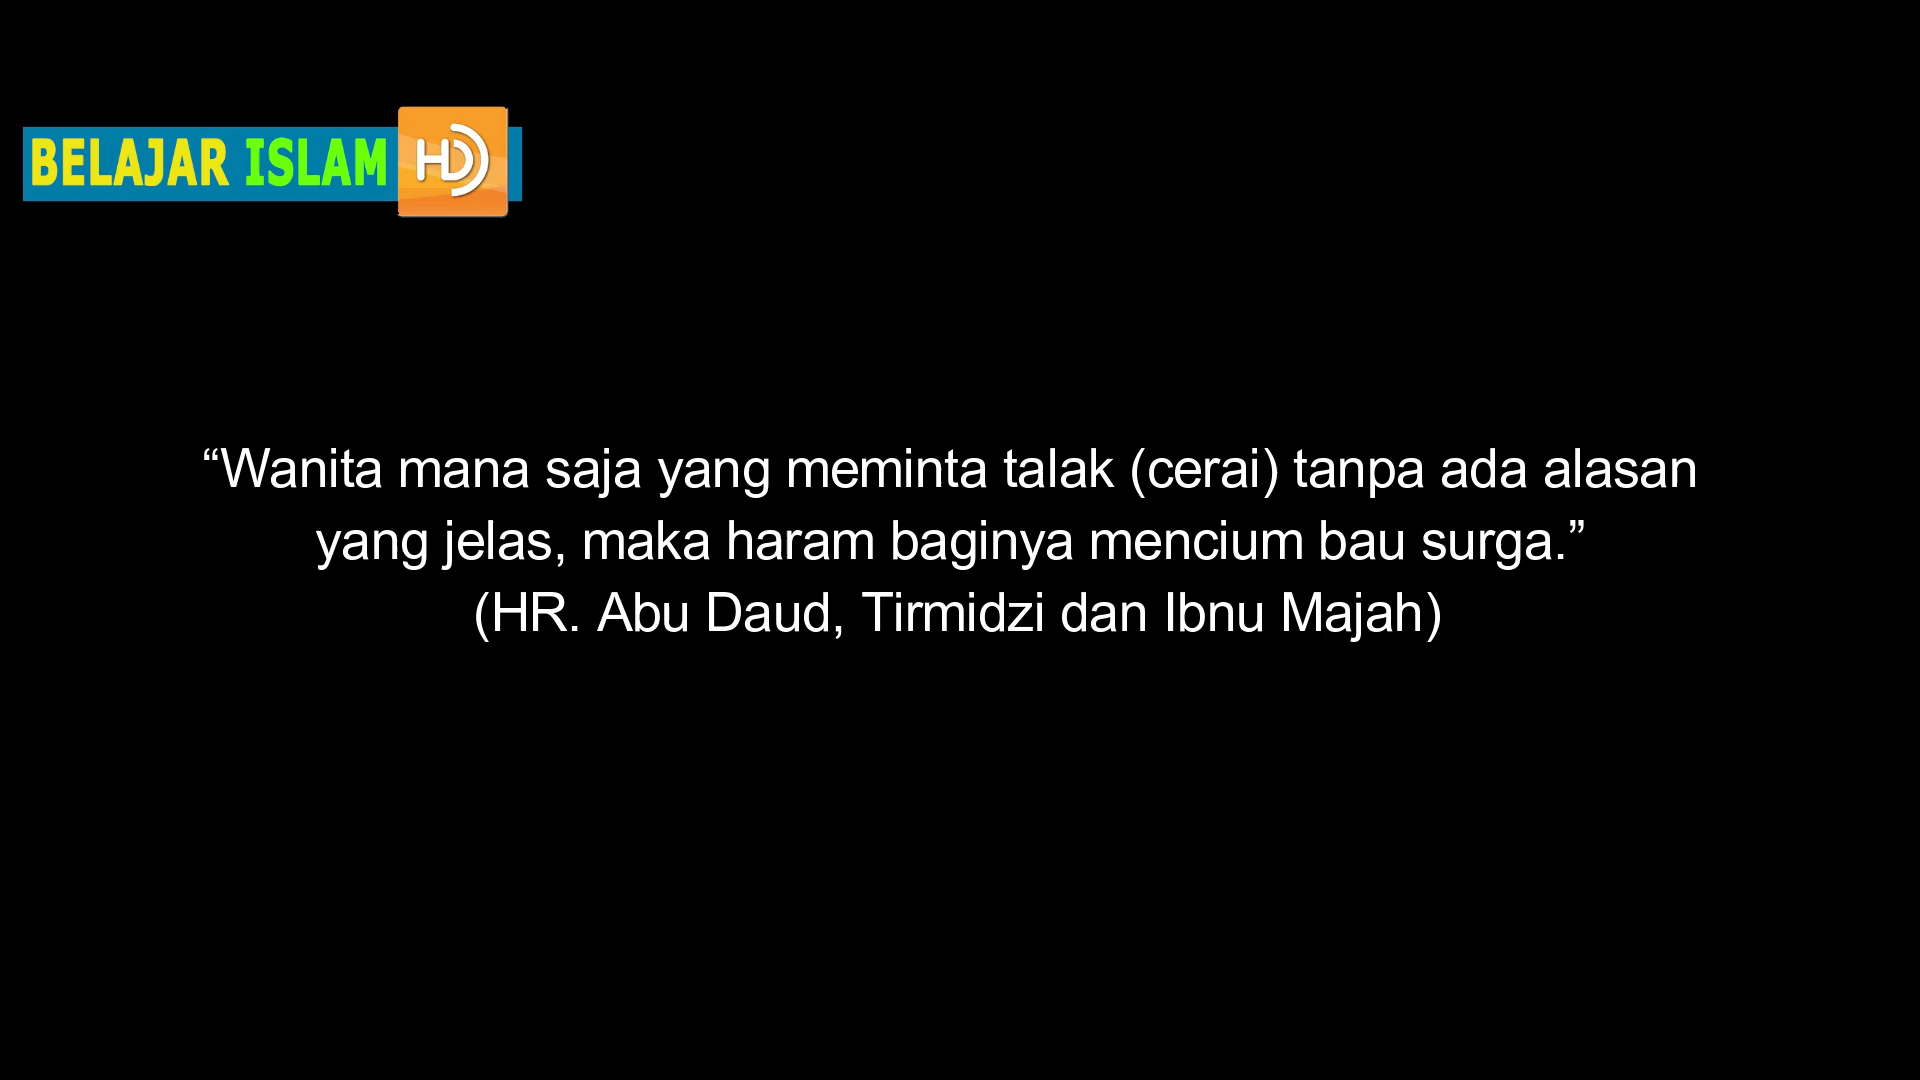 BELAJAR ISLAM HD
“Wanita mana saja yang meminta talak (cerai) tanpa ada alasan
yang jelas, maka haram baginya mencium bau surga.”
(HR. Abu Daud, Tirmidzi dan Ibnu Majah)